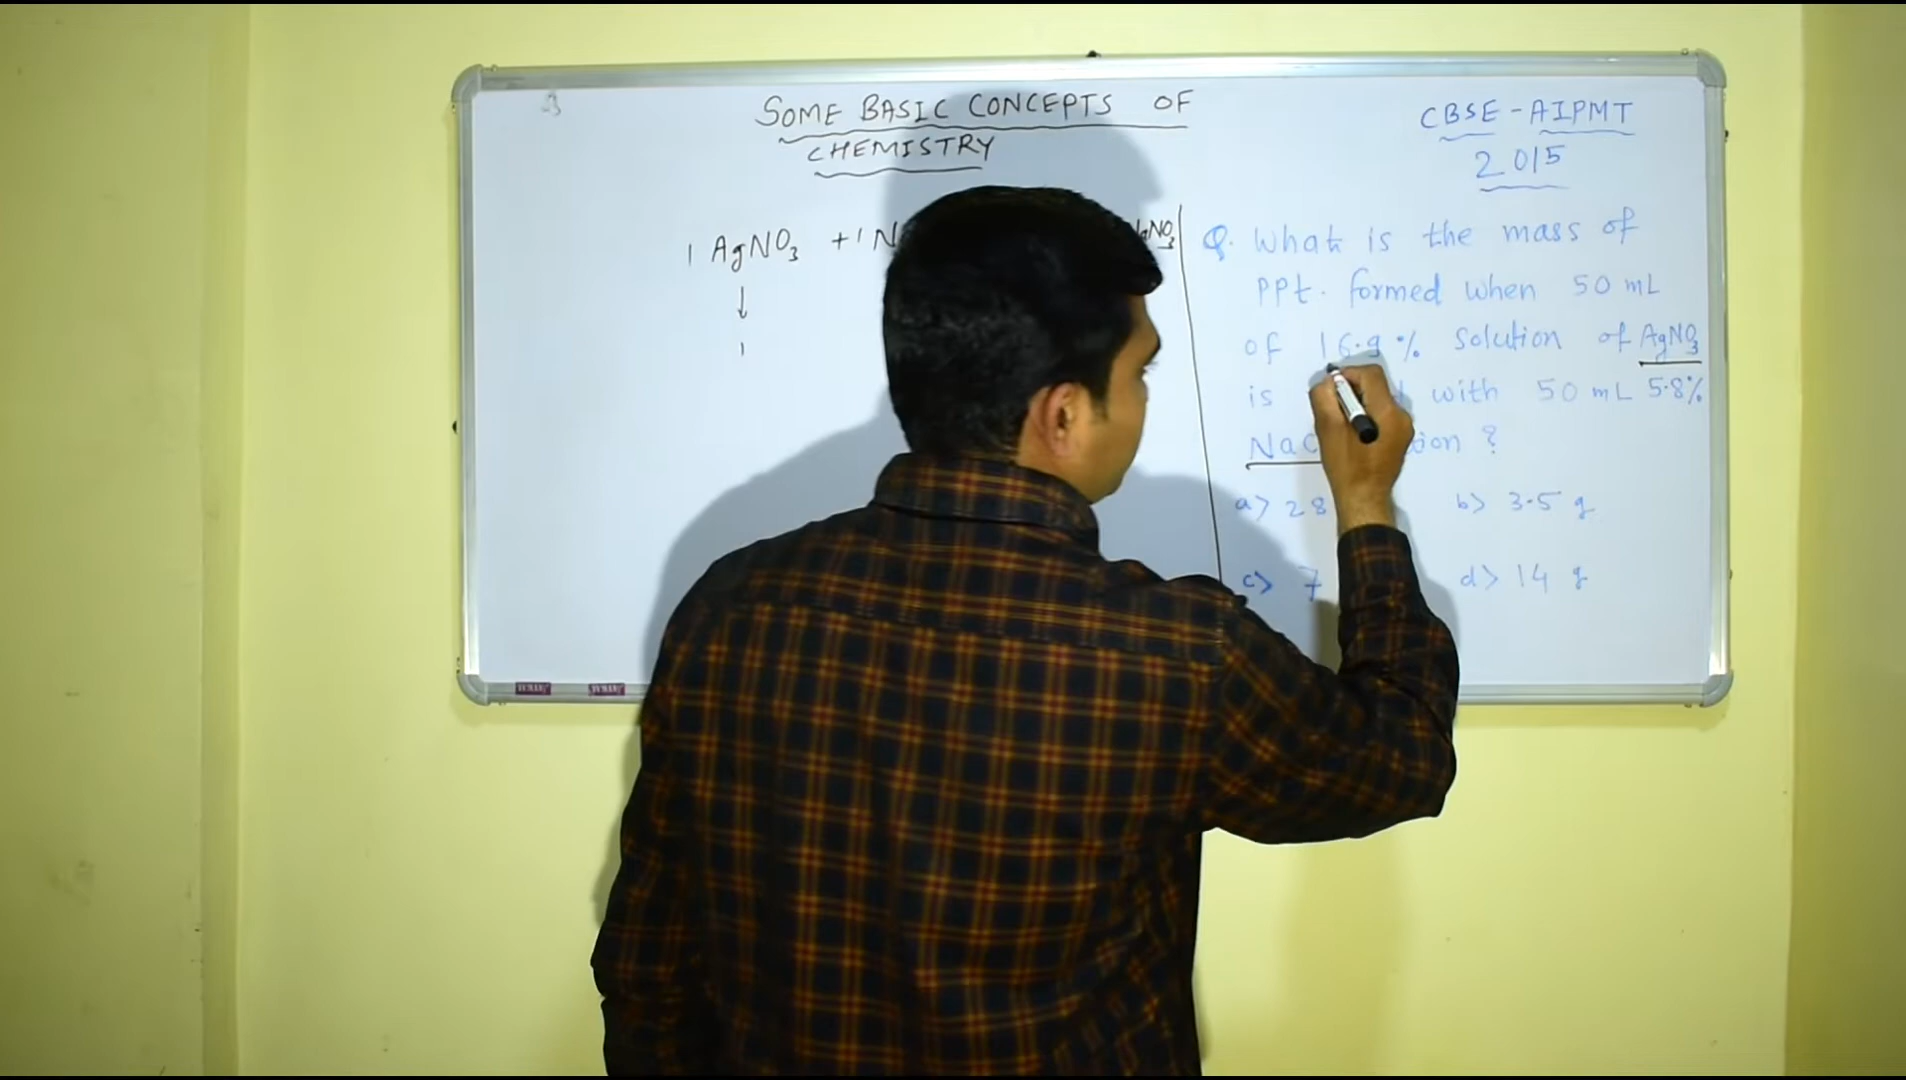 SOME BASIC CONCEPTS OF
CHEMISTRY
CBSE - AIPMT
2015
1 AgNO3 + 1 N
↓
1
Q. What is the mass of
PPt. formed when 50 mL
of 16.9 % solution of AgNO3
is with 50 mL 5.8%
NaC ?
a> 28
b> 3.5 g
c> 7
d> 14 g